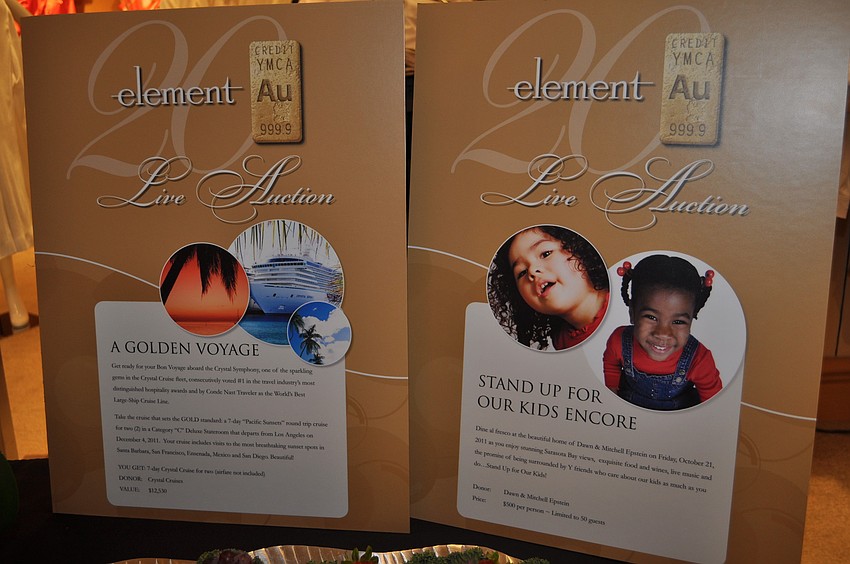 20
element
CREDIT
YMCA
Au
999.9
Live Auction
A GOLDEN VOYAGE
Get ready for your Bon Voyage aboard the Crystal Symphony, one of the sparkling
gems in the Crystal Cruise fleet, consecutively voted #1 in the travel industry's most
distinguished hospitality awards and by Conde Nast Traveler as the World's Best
Large-Ship Cruise Line.
Take the cruise that sets the GOLD standard: a 7-day "Pacific Sunsets" round trip cruise
for two (2) in a Category "C" Deluxe Stateroom that departs from Los Angeles on
December 4, 2011. Your cruise includes visits to the most breathtaking sunset spots in
Santa Barbara, San Francisco, Ensenada, Mexico and San Diego. Beautiful!
YOU GET: 7-day Crystal Cruise for two (airfare not included)
DONOR: Crystal Cruises
VALUE: $12,530
20
element
CREDIT
YMCA
Au
999.9
Live Auction
STAND UP FOR
OUR KIDS ENCORE
Dine al fresco at the beautiful home of Dawn & Mitchell Epstein on Friday, October 21,
2011 as you enjoy stunning Sarasota Bay views, exquisite food and wines, live music and
the promise of being surrounded by Y friends who care about our kids as much as you
do…Stand Up for Our Kids!
Donor: Dawn & Mitchell Epstein
Price: $500 per person ~ Limited to 50 guests